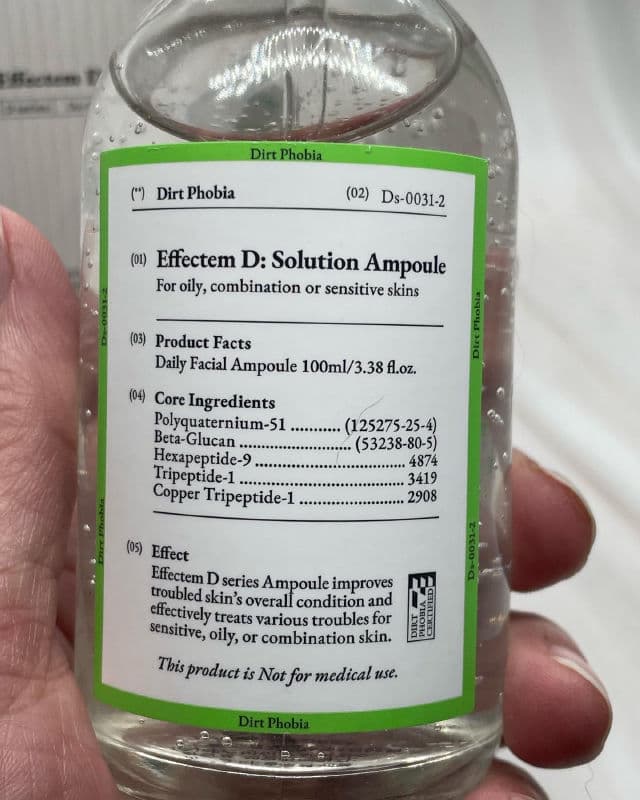 Effectem D
Dirt Phobia
(**) Dirt Phobia (02) Ds-0031-2
(01) Effectem D: Solution Ampoule
For oily, combination or sensitive skins
(03) Product Facts
Daily Facial Ampoule 100ml/3.38 fl.oz.
(04) Core Ingredients
Polyquaternium-51 .......... (125275-25-4)
Beta-Glucan ...................... (53238-80-5)
Hexapeptide-9 .............................. 4874
Tripeptide-1 .................................. 3419
Copper Tripeptide-1 ..................... 2908
(05) Effect
Effectem D series Ampoule improves
troubled skin's overall condition and
effectively treats various troubles for
sensitive, oily, or combination skin.
DIRT
PHOBIA
CERTIFIED
This product is Not for medical use.
Dirt Phobia
Ds-0031-2
Dirt Phobia
Dirt Phobia
Ds-0031-2